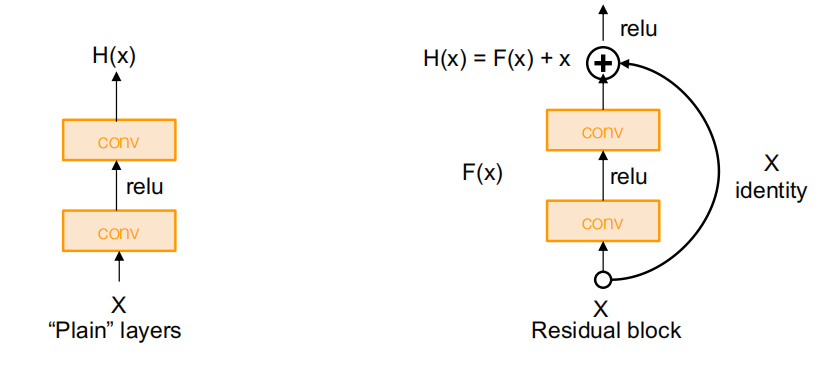 H(x)
conv
relu
conv
X
“Plain” layers
relu
H(x) = F(x) + x
+
conv
F(x)
relu
X
identity
conv
X
Residual block